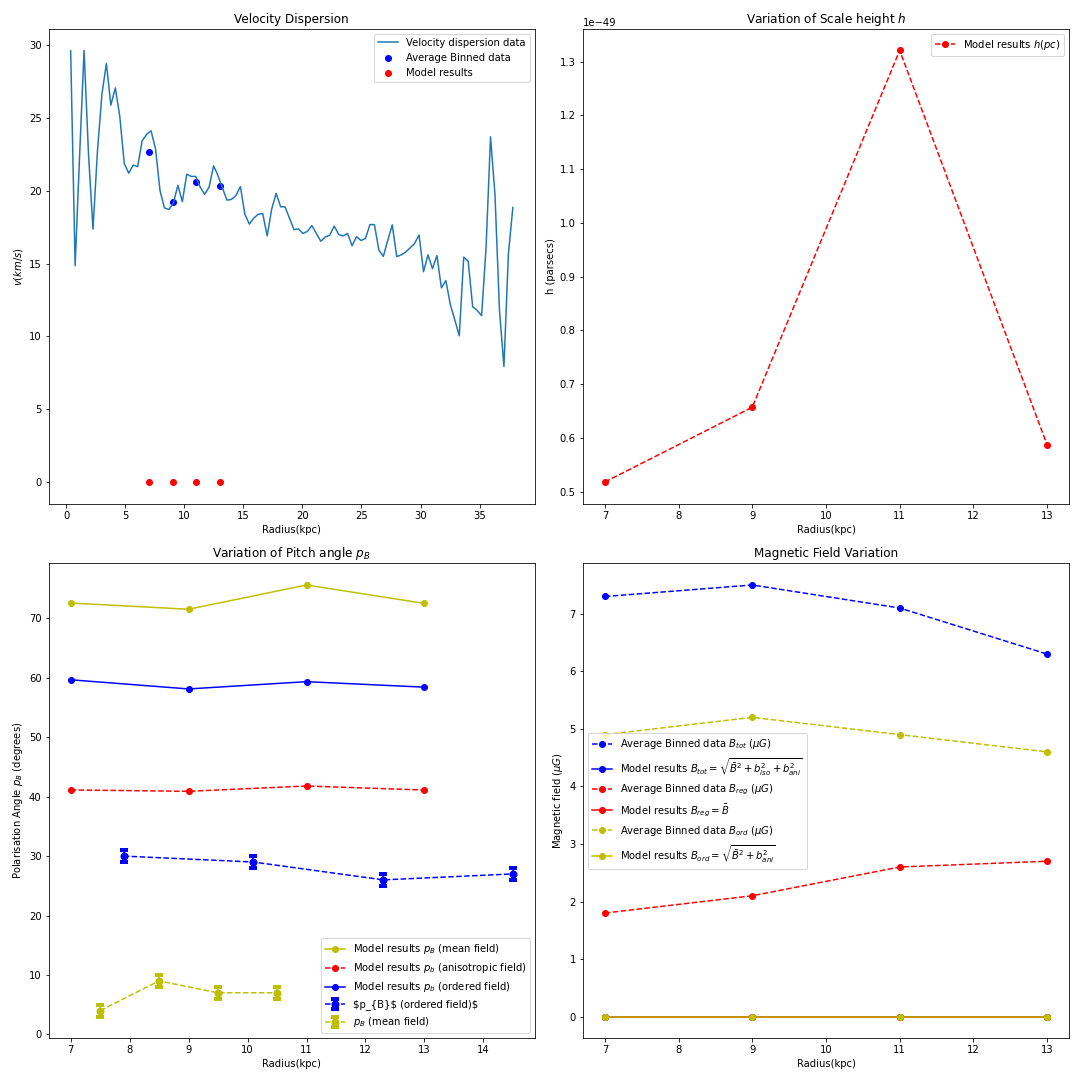 Velocity Dispersion
Velocity dispersion data
Average Binned data
Model results
30
25
20
15
10
5
0
v(km/s)
0 5 10 15 20 25 30 35
Radius(kpc)
Variation of Scale height h
1e−49
Model results h(pc)
1.3
1.2
1.1
1.0
0.9
0.8
0.7
0.6
0.5
h (parsecs)
7 8 9 10 11 12 13
Radius(kpc)
Variation of Pitch angle p_B
70
60
50
40
30
20
10
0
Polarisation Angle p_B (degrees)
Model results p_B (mean field)
Model results p_b (anisotropic field)
Model results p_b (ordered field)
$p_{B}$ (ordered field)$
p_B (mean field)
7 8 9 10 11 12 13 14
Radius(kpc)
Magnetic Field Variation
7
6
5
4
3
2
1
0
Magnetic field (μG)
Average Binned data B_tot (μG)
Model results B_tot = √(B̄² + b²_iso + b²_ani)
Average Binned data B_reg (μG)
Model results B_reg = B̄
Average Binned data B_ord (μG)
Model results B_ord = √(B̄² + b²_ani)
7 8 9 10 11 12 13
Radius(kpc)